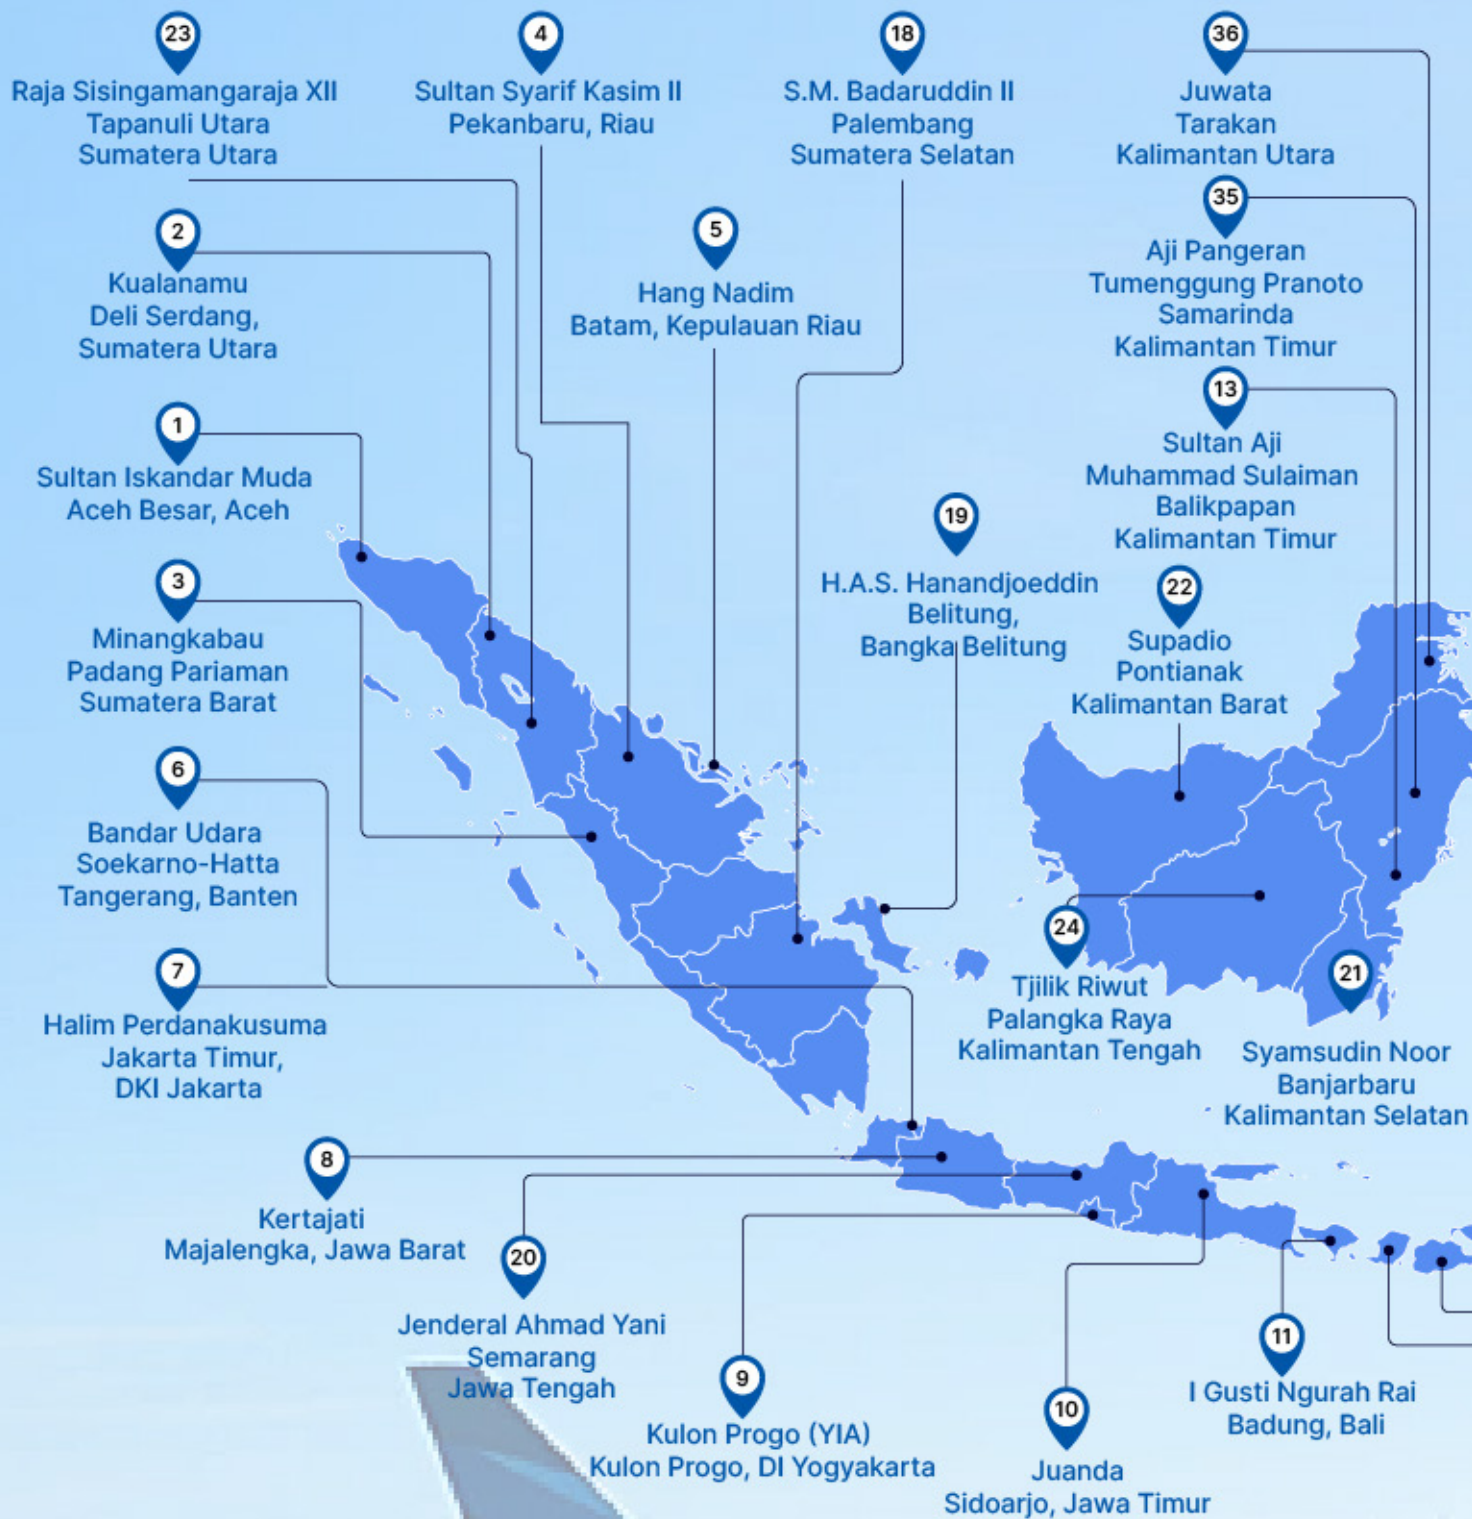 23
Raja Sisingamangaraja XII
Tapanuli Utara
Sumatera Utara
4
Sultan Syarif Kasim II
Pekanbaru, Riau
18
S.M. Badaruddin II
Palembang
Sumatera Selatan
36
Juwata
Tarakan
Kalimantan Utara
2
Kualanamu
Deli Serdang,
Sumatera Utara
5
Hang Nadim
Batam, Kepulauan Riau
35
Aji Pangeran
Tumenggung Pranoto
Samarinda
Kalimantan Timur
1
Sultan Iskandar Muda
Aceh Besar, Aceh
13
Sultan Aji
Muhammad Sulaiman
Balikpapan
Kalimantan Timur
19
H.A.S. Hanandjoeddin
Belitung,
Bangka Belitung
3
Minangkabau
Padang Pariaman
Sumatera Barat
22
Supadio
Pontianak
Kalimantan Barat
6
Bandar Udara
Soekarno-Hatta
Tangerang, Banten
24
Tjilik Riwut
Palangka Raya
Kalimantan Tengah
21
Syamsudin Noor
Banjarbaru
Kalimantan Selatan
7
Halim Perdanakusuma
Jakarta Timur,
DKI Jakarta
8
Kertajati
Majalengka, Jawa Barat
20
Jenderal Ahmad Yani
Semarang
Jawa Tengah
9
Kulon Progo (YIA)
Kulon Progo, DI Yogyakarta
10
Juanda
Sidoarjo, Jawa Timur
11
I Gusti Ngurah Rai
Badung, Bali